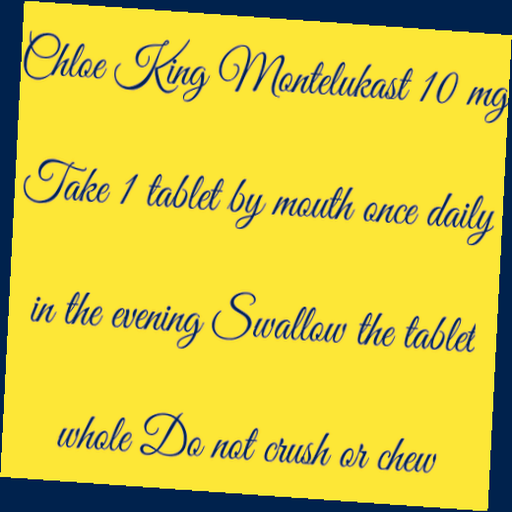 Chloe King Montelukast 10 mg
Take 1 tablet by mouth once daily
in the evening Swallow the tablet
whole Do not crush or chew